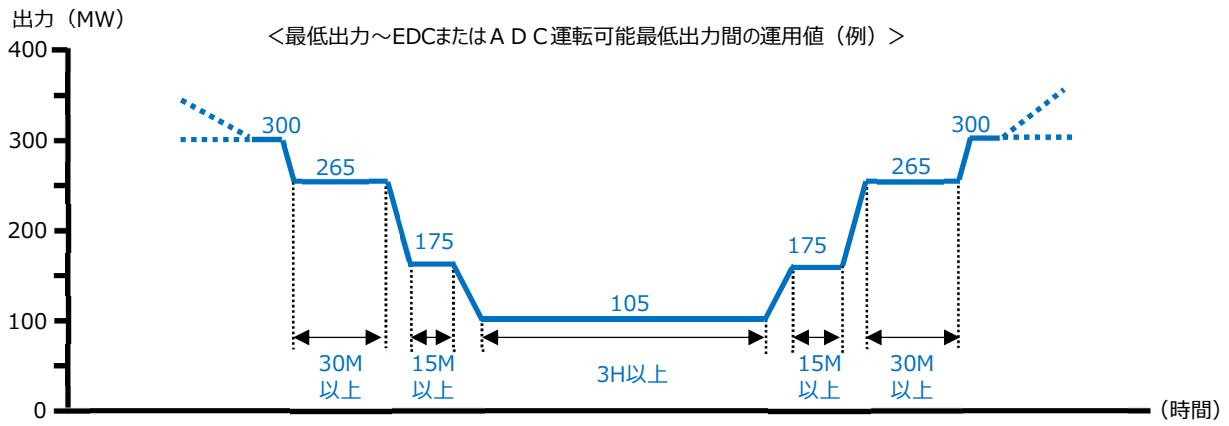 出力（MW）
＜最低出力～EDCまたはＡＤＣ運転可能最低出力間の運用値（例）＞
400
300
200
100
0
300
265
175
105
175
265
300
30M
以上
15M
以上
3H以上
15M
以上
30M
以上
（時間）